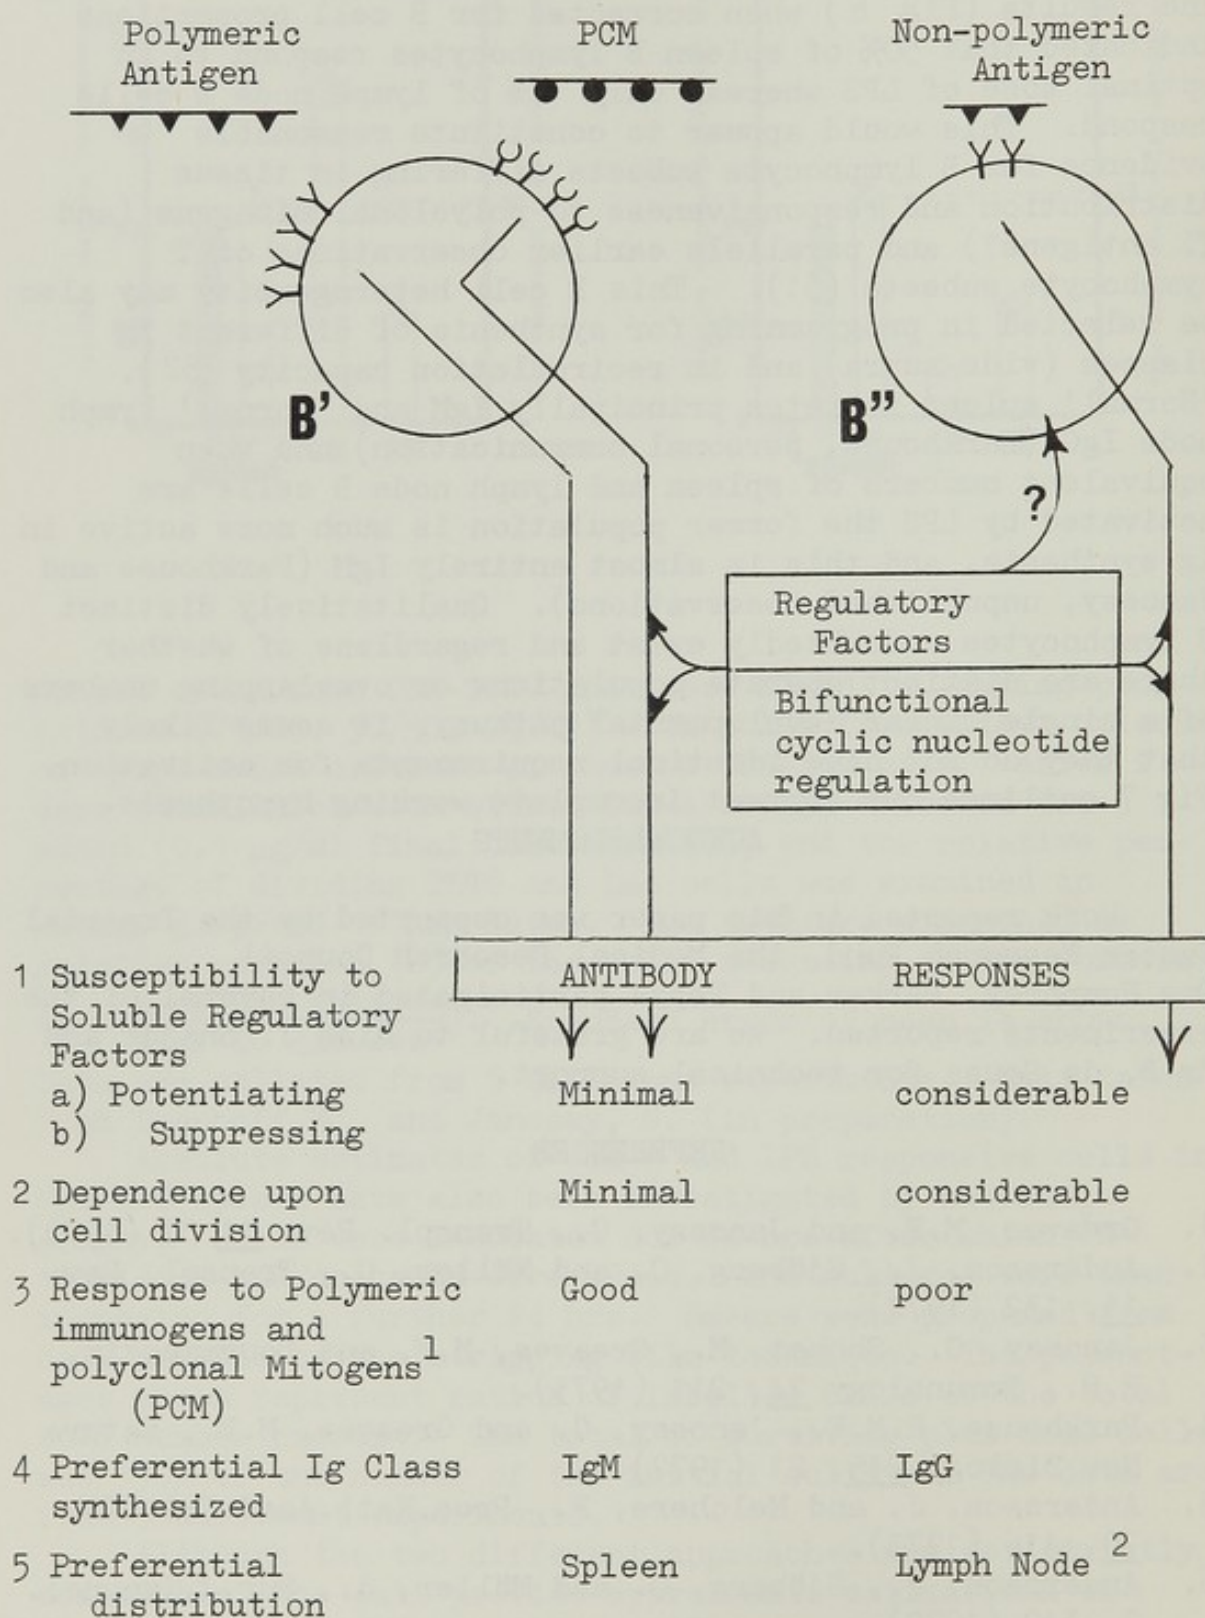 Polymeric
Antigen
PCM
Non-polymeric
Antigen
B'
B”
?
Regulatory
Factors
Bifunctional
cyclic nucleotide
regulation
ANTIBODY RESPONSES
1 Susceptibility to
Soluble Regulatory
Factors
a) Potentiating Minimal considerable
b) Suppressing
2 Dependence upon Minimal considerable
cell division
3 Response to Polymeric Good poor
immunogens and
polyclonal Mitogens1
(PCM)
4 Preferential Ig Class IgM IgG
synthesized
5 Preferential Spleen Lymph Node 2
distribution